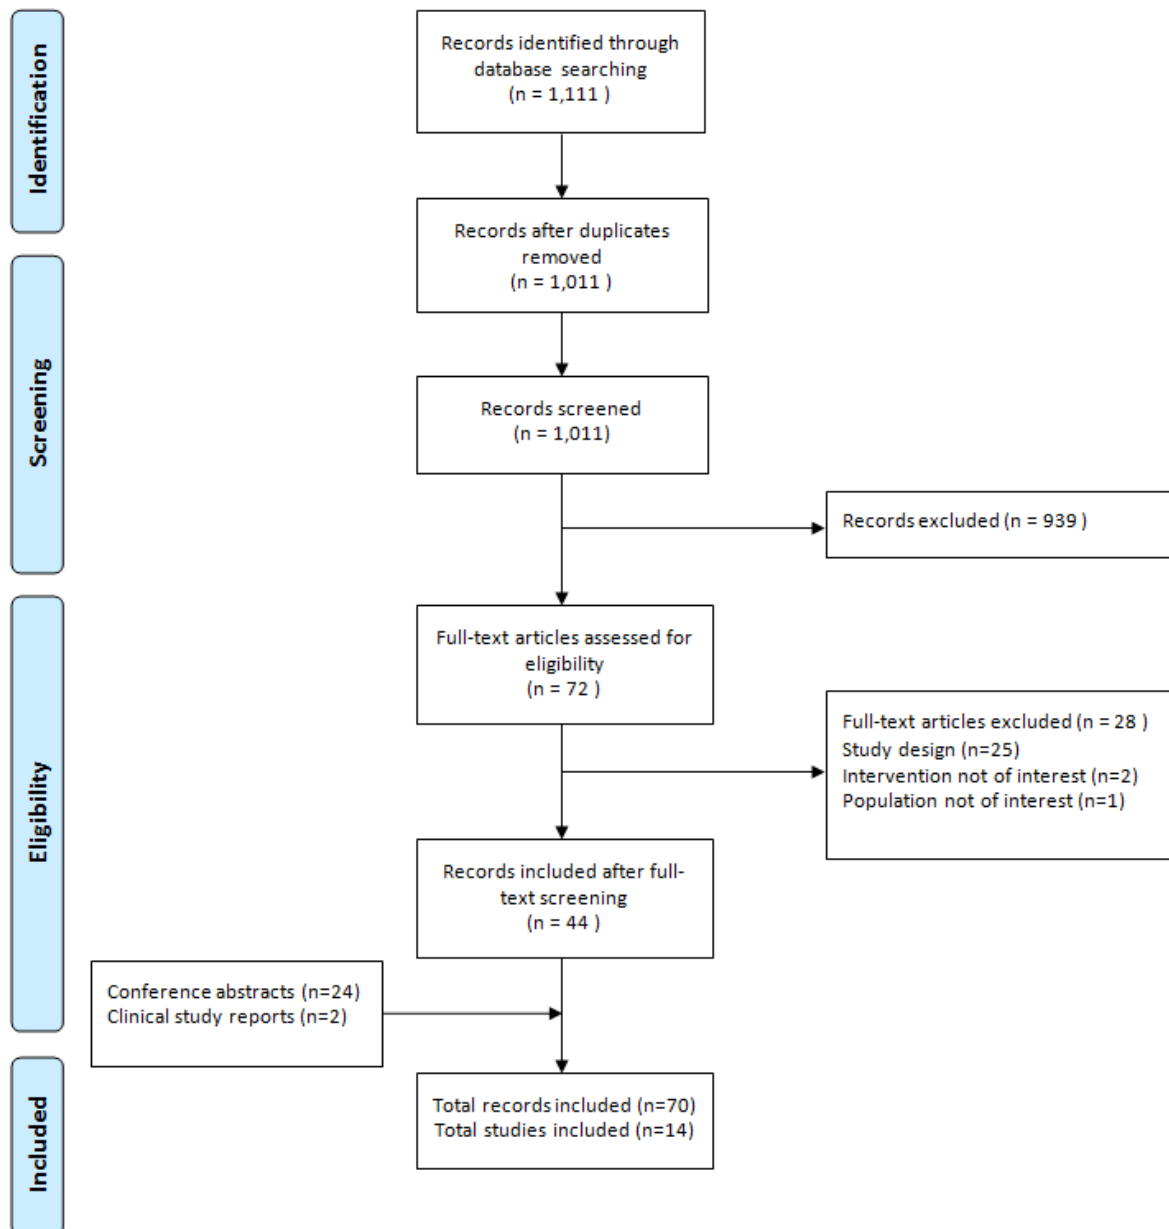 Identification
Records identified through
database searching
(n = 1,111 )
Records after duplicates
removed
(n = 1,011 )
Screening
Records screened
(n = 1,011)
Records excluded (n = 939 )
Eligibility
Full-text articles assessed for
eligibility
(n = 72 )
Full-text articles excluded (n = 28 )
Study design (n=25)
Intervention not of interest (n=2)
Population not of interest (n=1)
Records included after full-
text screening
(n = 44 )
Conference abstracts (n=24)
Clinical study reports (n=2)
Included
Total records included (n=70)
Total studies included (n=14)